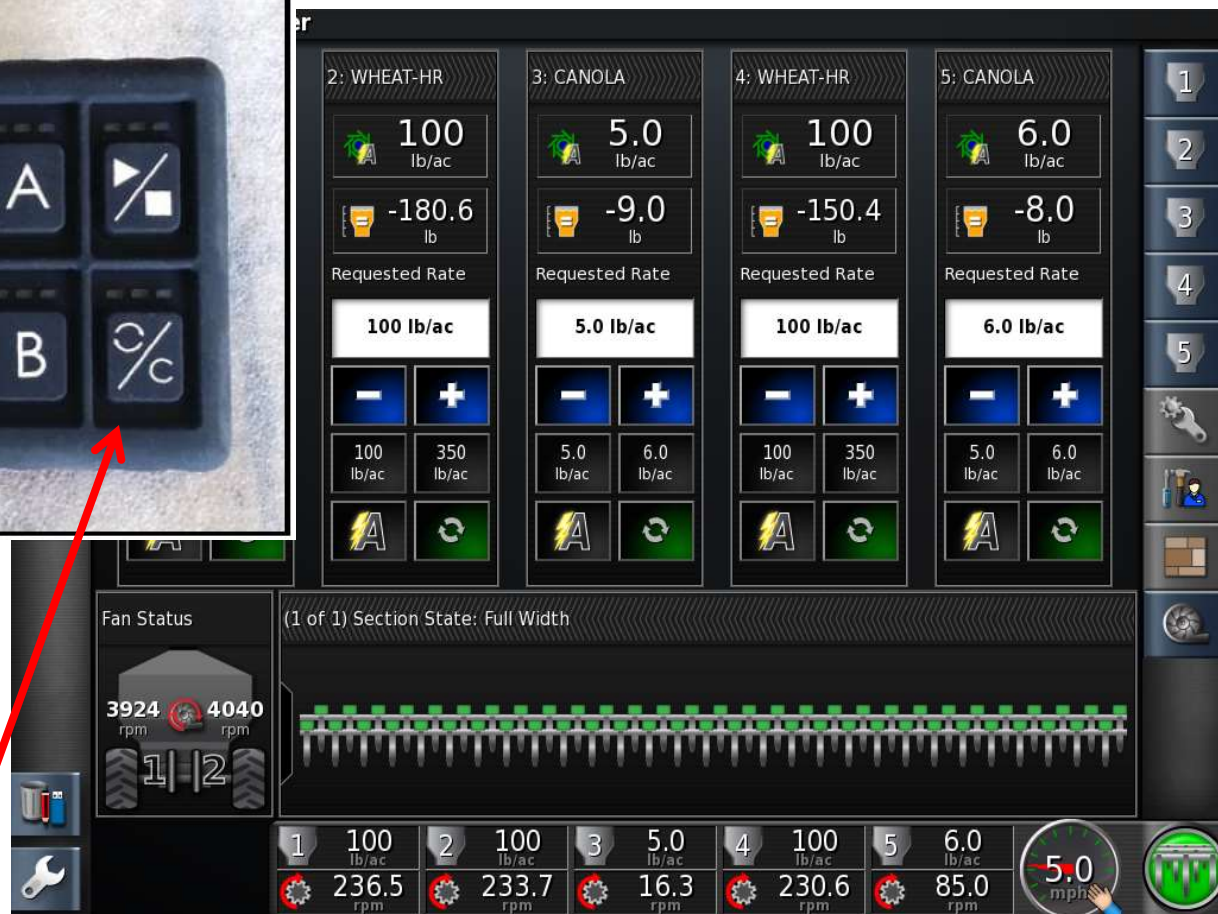 er
A
B
C
2: WHEAT-HR
100
lb/ac
-180.6
lb
Requested Rate
100 lb/ac
100 lb/ac
350 lb/ac
A
3: CANOLA
5.0
lb/ac
-9.0
lb
Requested Rate
5.0 lb/ac
5.0 lb/ac
6.0 lb/ac
A
4: WHEAT-HR
100
lb/ac
-150.4
lb
Requested Rate
100 lb/ac
100 lb/ac
350 lb/ac
A
5: CANOLA
6.0
lb/ac
-8.0
lb
Requested Rate
6.0 lb/ac
5.0 lb/ac
6.0 lb/ac
A
1
2
3
4
5
Fan Status
3924 rpm
4040 rpm
1 2
(1 of 1) Section State: Full Width
1 100 lb/ac
236.5 rpm
2 100 lb/ac
233.7 rpm
3 5.0 lb/ac
16.3 rpm
4 100 lb/ac
230.6 rpm
5 6.0 lb/ac
85.0 rpm
5.0
mph